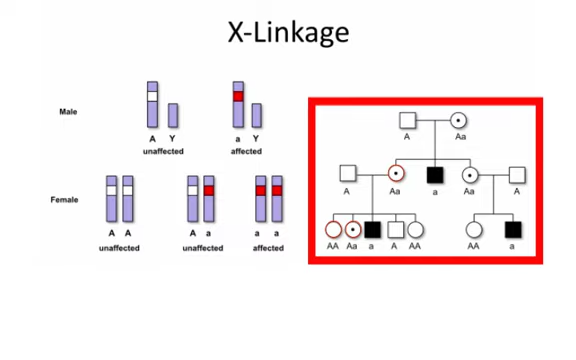 X-Linkage
Male
A Y
unaffected
a Y
affected
Female
A A
unaffected
A a
unaffected
a a
affected
A Aa
A Aa a Aa A
AA Aa a A AA AA a